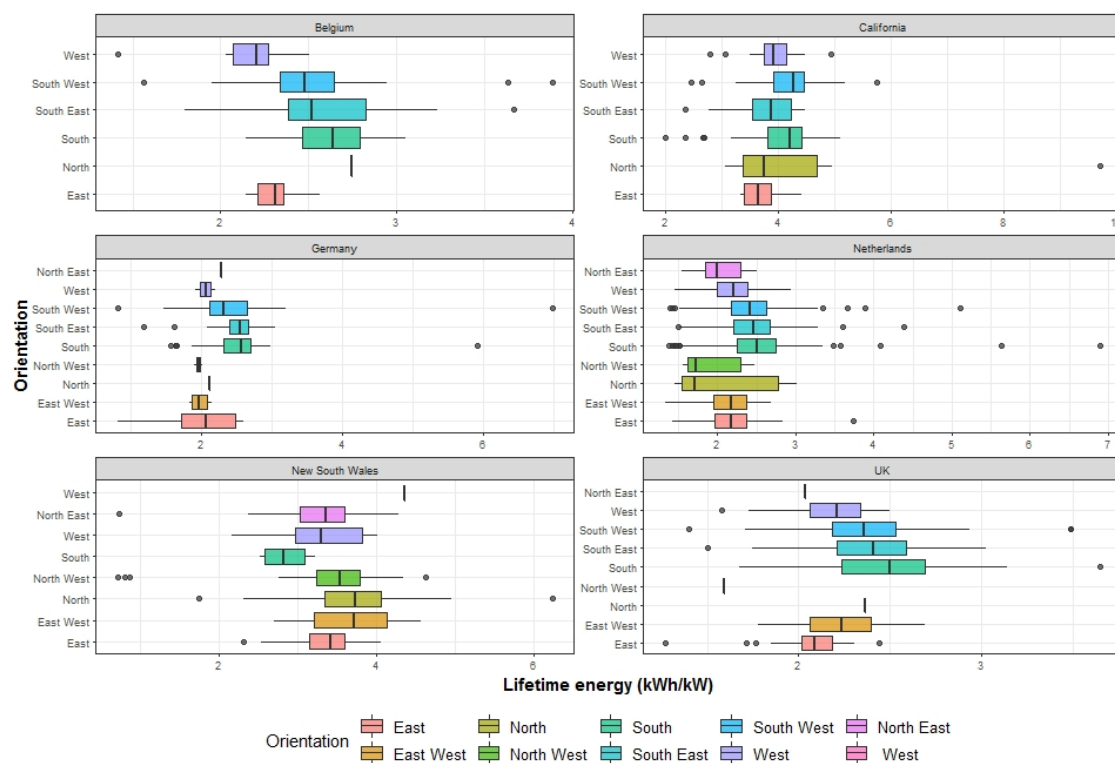 Belgium
California
West
South West
South East
South
North
East
West
South West
South East
South
North
East
2
3
4
2
4
6
8
10
Germany
Netherlands
North East
West
South West
South East
South
North West
North
East West
East
North East
West
South West
South East
South
North West
North
East West
East
2
4
6
2
3
4
5
6
7
New South Wales
UK
West
North East
West
South
North West
North
East West
East
North East
West
South West
South East
South
North West
North
East West
East
2
4
6
2
3
Orientation
Lifetime energy (kWh/kW)
Orientation
East
North
South
South West
North East
East West
North West
South East
West
West